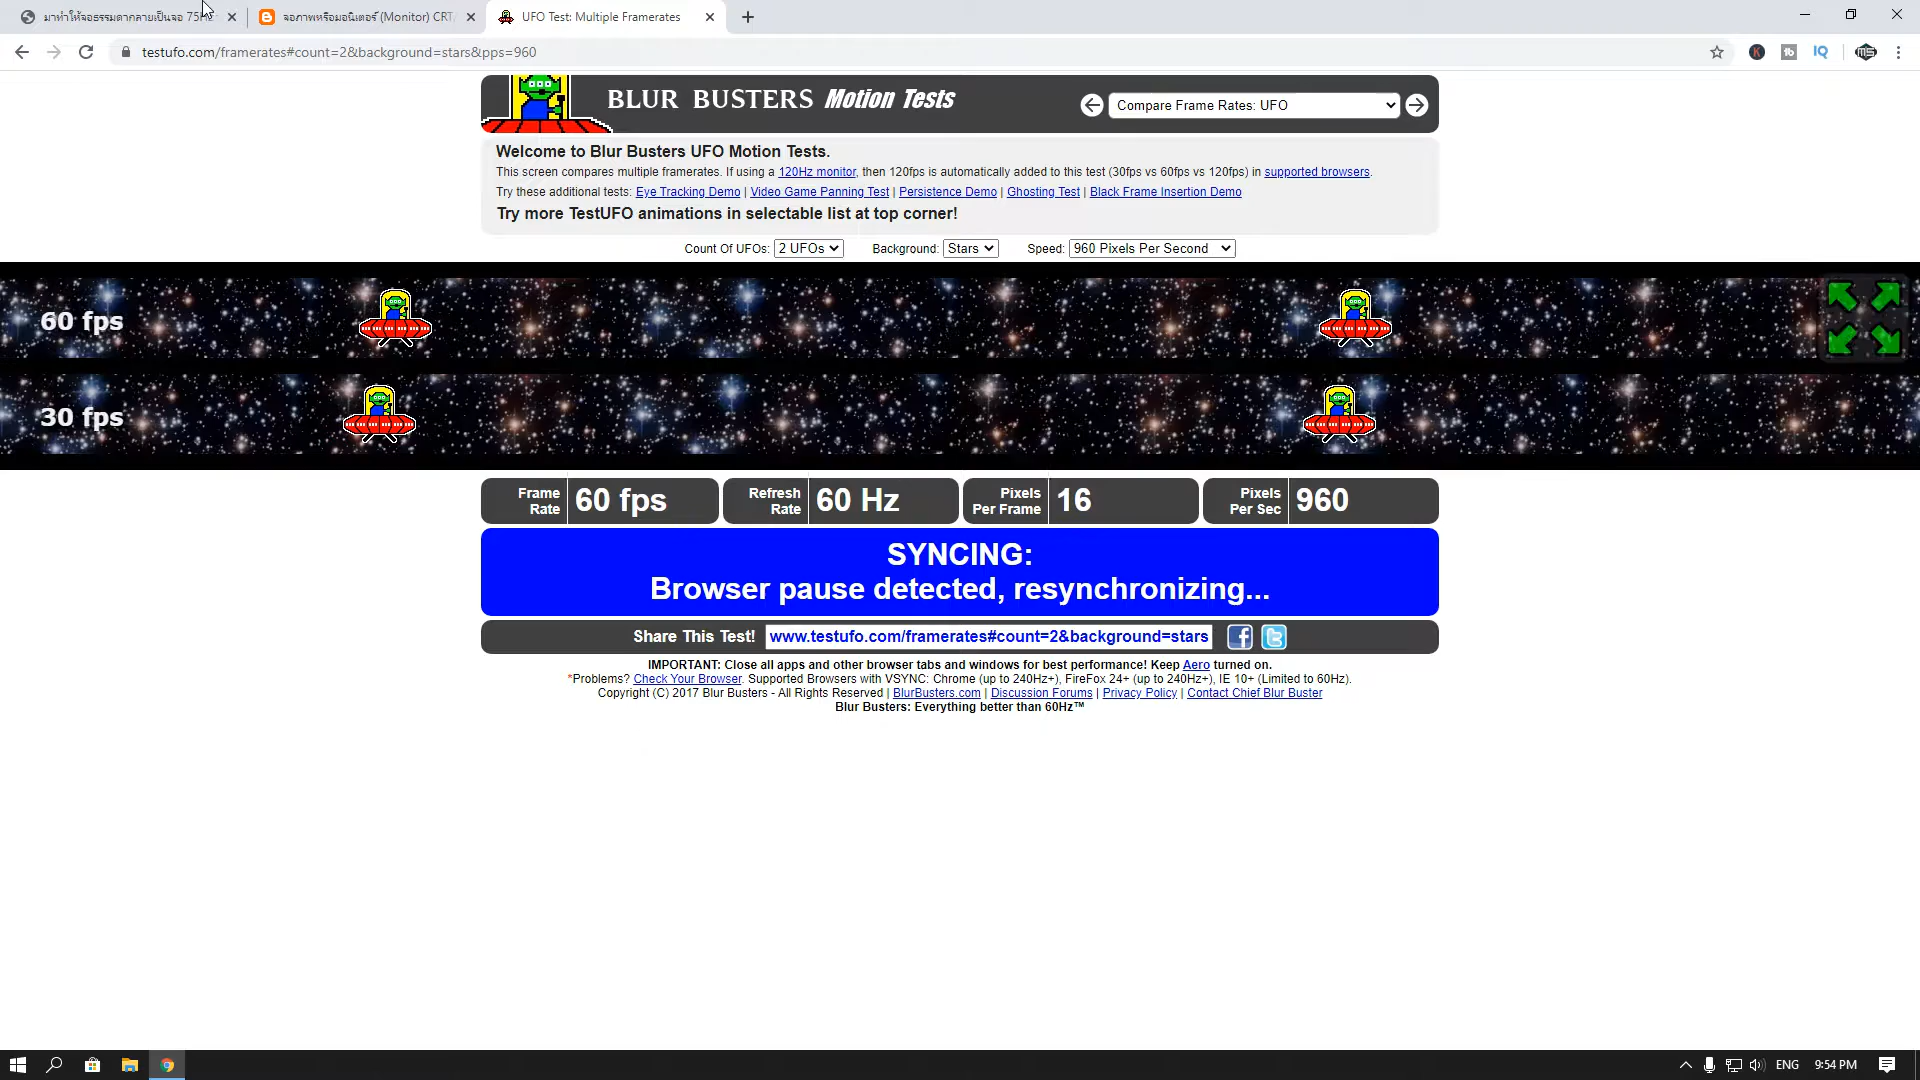 มาทำให้จอธรรมดากลายเป็นจอ 75Hz
จอภาพหรือมอนิเตอร์ (Monitor) CRT
UFO Test: Multiple Framerates
testufo.com/framerates#count=2&background=stars&pps=960
BLUR BUSTERS Motion Tests
Compare Frame Rates: UFO
Welcome to Blur Busters UFO Motion Tests.
This screen compares multiple framerates. If using a 120Hz monitor, then 120fps is automatically added to this test (30fps vs 60fps vs 120fps) in supported browsers.
Try these additional tests: Eye Tracking Demo | Video Game Panning Test | Persistence Demo | Ghosting Test | Black Frame Insertion Demo
Try more TestUFO animations in selectable list at top corner!
Count Of UFOs: 2 UFOs Background: Stars Speed: 960 Pixels Per Second
60 fps
30 fps
Frame Rate 60 fps
Refresh Rate 60 Hz
Pixels Per Frame 16
Pixels Per Sec 960
SYNCING:
Browser pause detected, resynchronizing...
Share This Test! www.testufo.com/framerates#count=2&background=stars
IMPORTANT: Close all apps and other browser tabs and windows for best performance! Keep Aero turned on.
*Problems? Check Your Browser. Supported Browsers with VSYNC: Chrome (up to 240Hz+), FireFox 24+ (up to 240Hz+), IE 10+ (Limited to 60Hz).
Copyright (C) 2017 Blur Busters - All Rights Reserved | BlurBusters.com | Discussion Forums | Privacy Policy | Contact Chief Blur Buster
Blur Busters: Everything better than 60Hz™
ENG 9:54 PM